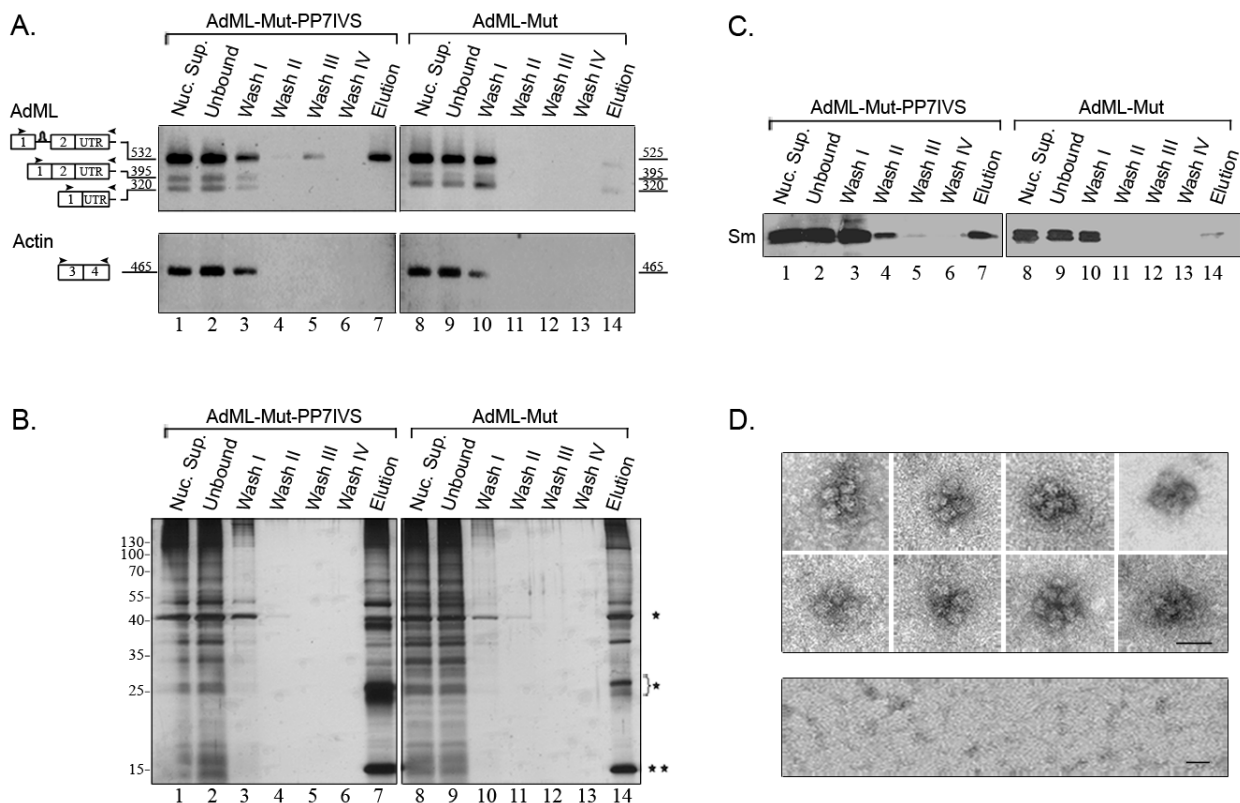 A.
AdML-Mut-PP7IVS
AdML-Mut
Nuc. Sup.
Unbound
Wash I
Wash II
Wash III
Wash IV
Elution
Nuc. Sup.
Unbound
Wash I
Wash II
Wash III
Wash IV
Elution
AdML
1 2 UTR 532 525
1 2 UTR 395 395
1 UTR 320 320
Actin
3 4 465 465
1 2 3 4 5 6 7 8 9 10 11 12 13 14
C.
AdML-Mut-PP7IVS
AdML-Mut
Nuc. Sup.
Unbound
Wash I
Wash II
Wash III
Wash IV
Elution
Nuc. Sup.
Unbound
Wash I
Wash II
Wash III
Wash IV
Elution
Sm
1 2 3 4 5 6 7 8 9 10 11 12 13 14
B.
AdML-Mut-PP7IVS
AdML-Mut
Nuc. Sup.
Unbound
Wash I
Wash II
Wash III
Wash IV
Elution
Nuc. Sup.
Unbound
Wash I
Wash II
Wash III
Wash IV
Elution
130
100
70
55
40
35
25
15
1 2 3 4 5 6 7 8 9 10 11 12 13 14
D.